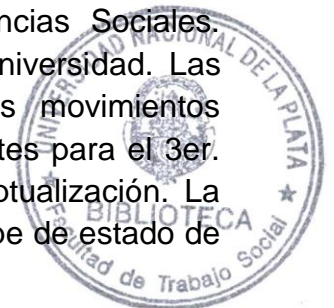 ncias Sociales.
niversidad. Las
s movimientos
tes para el 3er.
otualización. La
pe de estado de
UNIVERSIDAD NACIONAL DE LA PLATA
BIBLIOTECA
Facultad de Trabajo Social